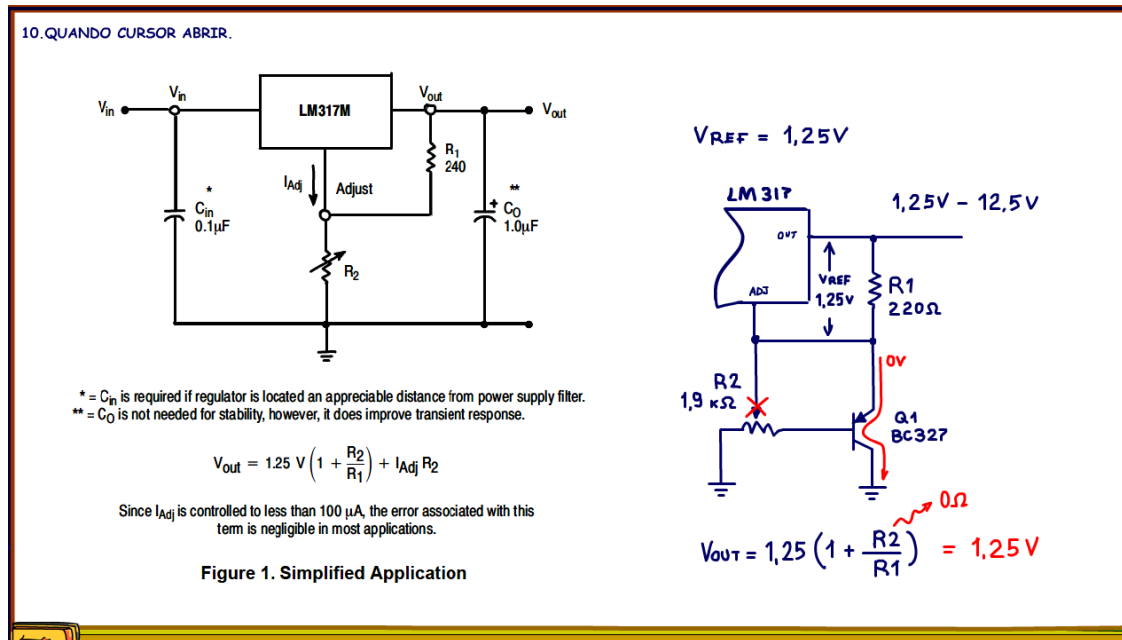 10.QUANDO CURSOR ABRIR.
Vin
Vin
LM317M
Vout
Vout
R1
240
IAdj
Adjust
*
Cin
0.1µF
R2
**
+ CO
1.0µF
* = Cin is required if regulator is located an appreciable distance from power supply filter.
** = CO is not needed for stability, however, it does improve transient response.
Vout = 1.25 V (1 + R2/R1) + IAdj R2
Since IAdj is controlled to less than 100 µA, the error associated with this
term is negligible in most applications.
Figure 1. Simplified Application
VREF = 1,25V
LM317
1,25V - 12,5V
OUT
VREF
1,25V
ADJ
R1
220Ω
0V
R2
1,9 KΩ
Q1
BC327
0Ω
VOUT = 1,25 (1 + R2/R1) = 1,25V